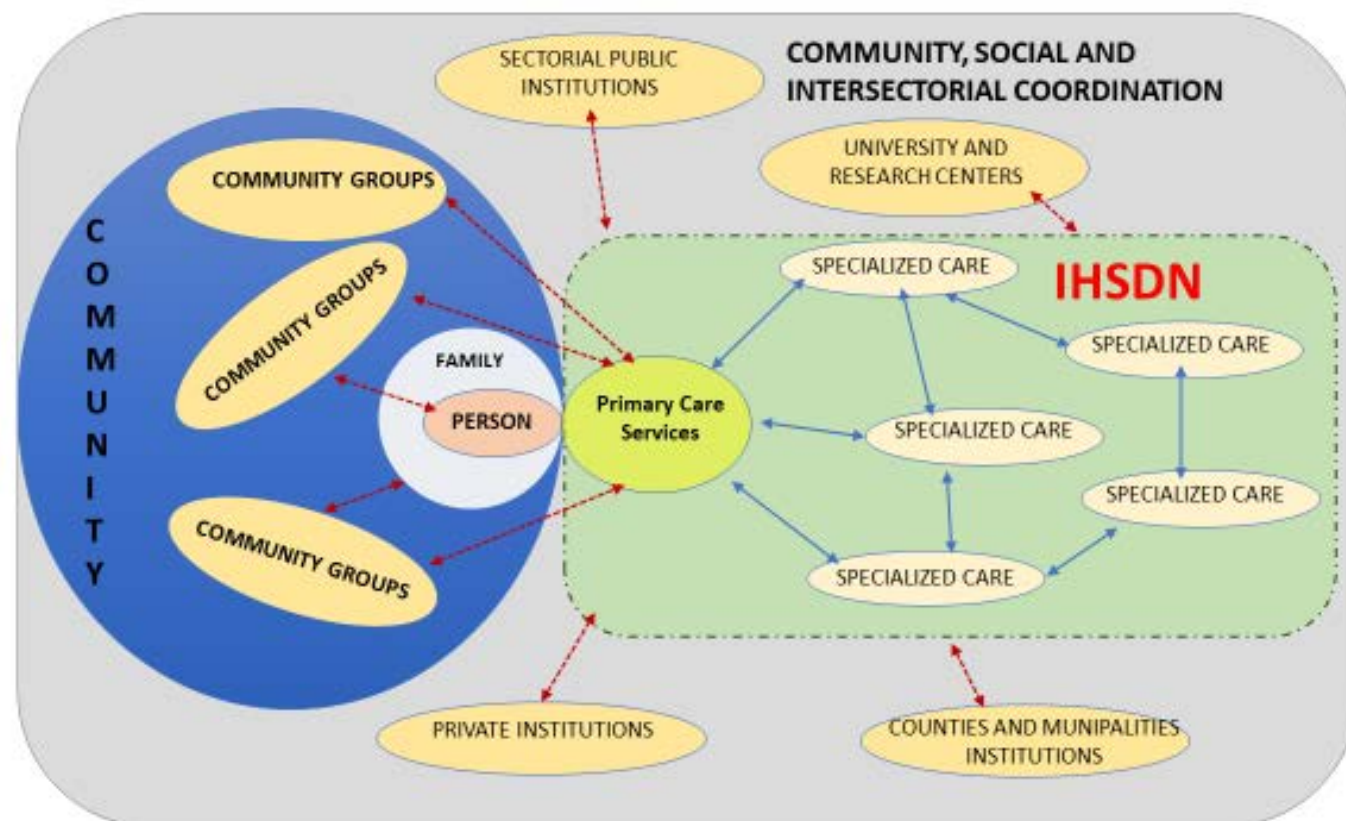 SECTORIAL PUBLIC
INSTITUTIONS
COMMUNITY, SOCIAL AND
INTERSECTORIAL COORDINATION
UNIVERSITY AND
RESEARCH CENTERS
COMMUNITY
COMMUNITY GROUPS
COMMUNITY GROUPS
FAMILY
PERSON
COMMUNITY GROUPS
Primary Care
Services
IHSDN
SPECIALIZED CARE
SPECIALIZED CARE
SPECIALIZED CARE
SPECIALIZED CARE
SPECIALIZED CARE
PRIVATE INSTITUTIONS
COUNTIES AND MUNIPALITIES
INSTITUTIONS